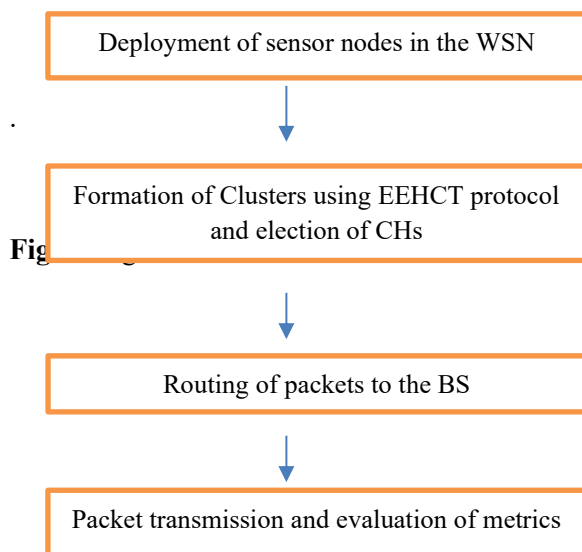 Deployment of sensor nodes in the WSN
.
Formation of Clusters using EEHCT protocol
and election of CHs
Fig
Routing of packets to the BS
Packet transmission and evaluation of metrics